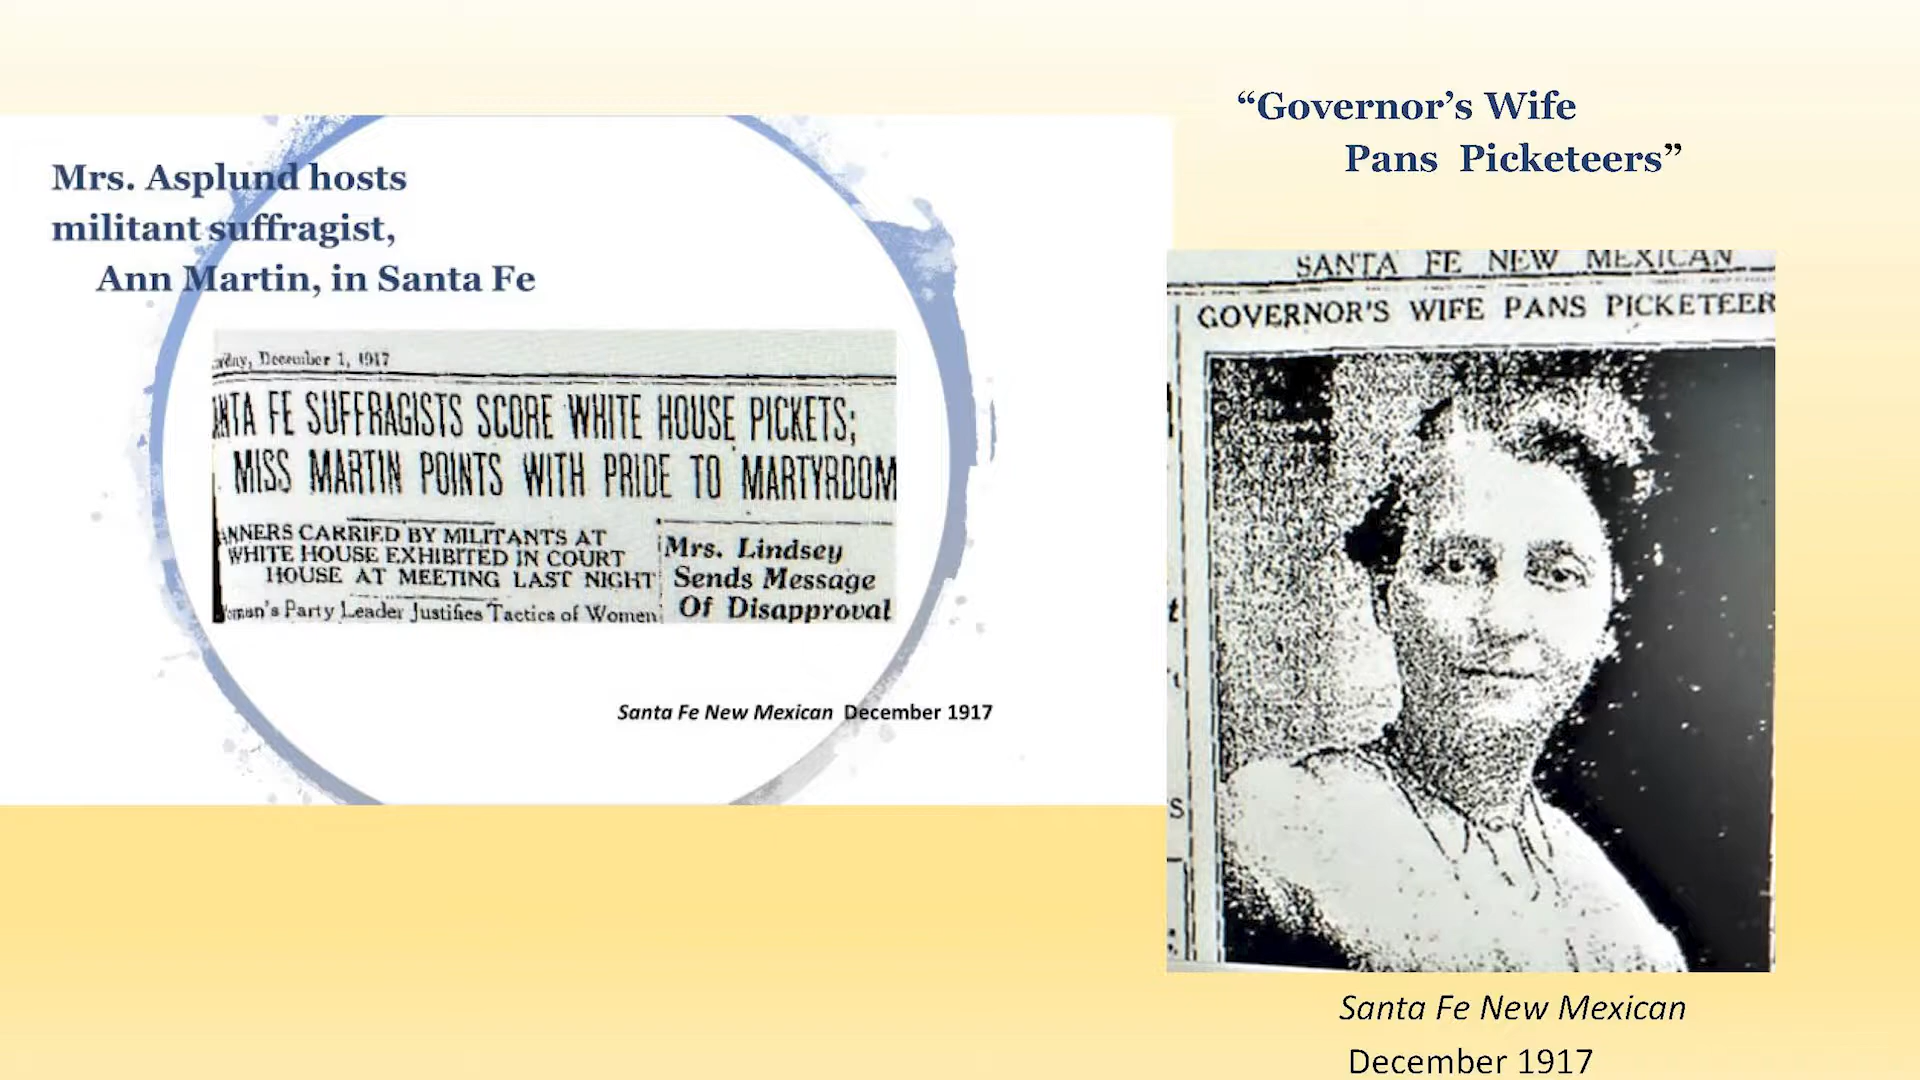 Mrs. Asplund hosts
militant suffragist,
Ann Martin, in Santa Fe
December 1, 1917
FE SUFFRAGISTS SCORE WHITE HOUSE PICKETS;
MISS MARTIN POINTS WITH PRIDE TO MARTYRDOM
CARRIED BY MILITANTS AT
WHITE HOUSE EXHIBITED IN COURT
HOUSE AT MEETING LAST NIGHT
Party Leader Justifies Tactics of Women
Mrs. Lindsey
Sends Message
Of Disapproval
Santa Fe New Mexican December 1917
“Governor’s Wife
Pans Picketeers”
SANTA FE NEW MEXICAN
GOVERNOR'S WIFE PANS PICKETEER
Santa Fe New Mexican
December 1917